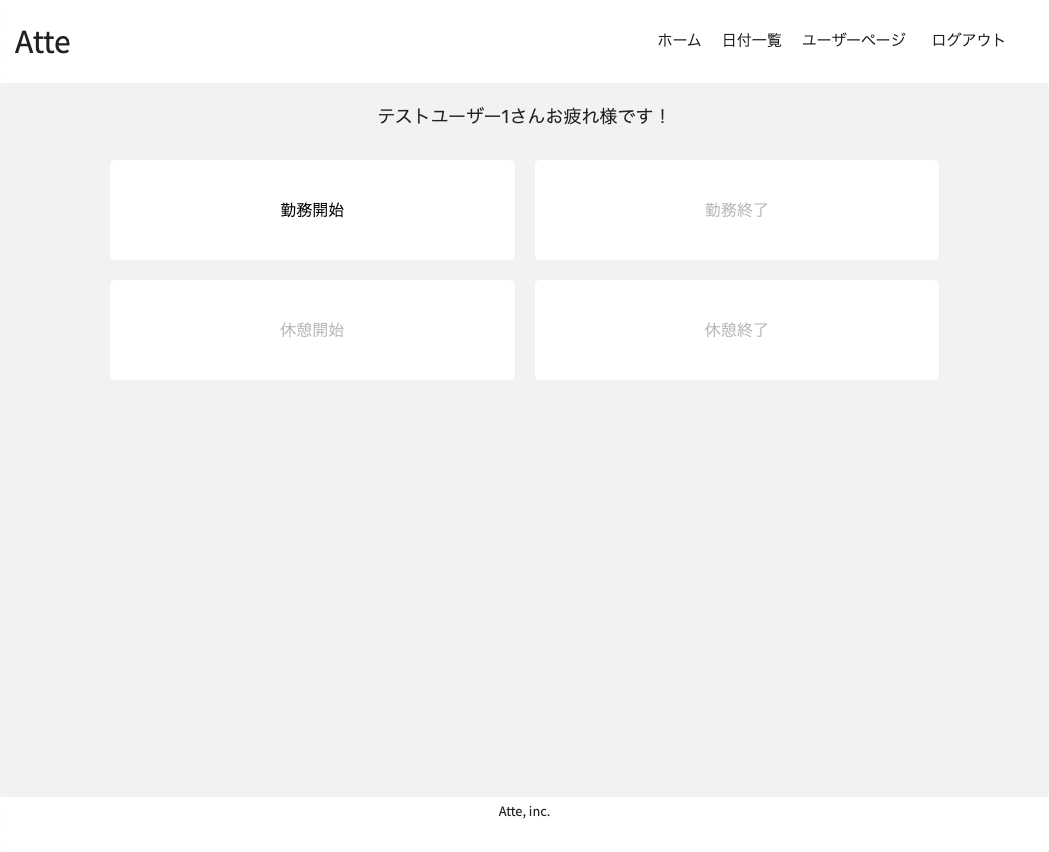 Atte
ホーム 日付一覧 ユーザーページ ログアウト
テストユーザー1さんお疲れ様です！
勤務開始 勤務終了
休憩開始 休憩終了
Atte, inc.